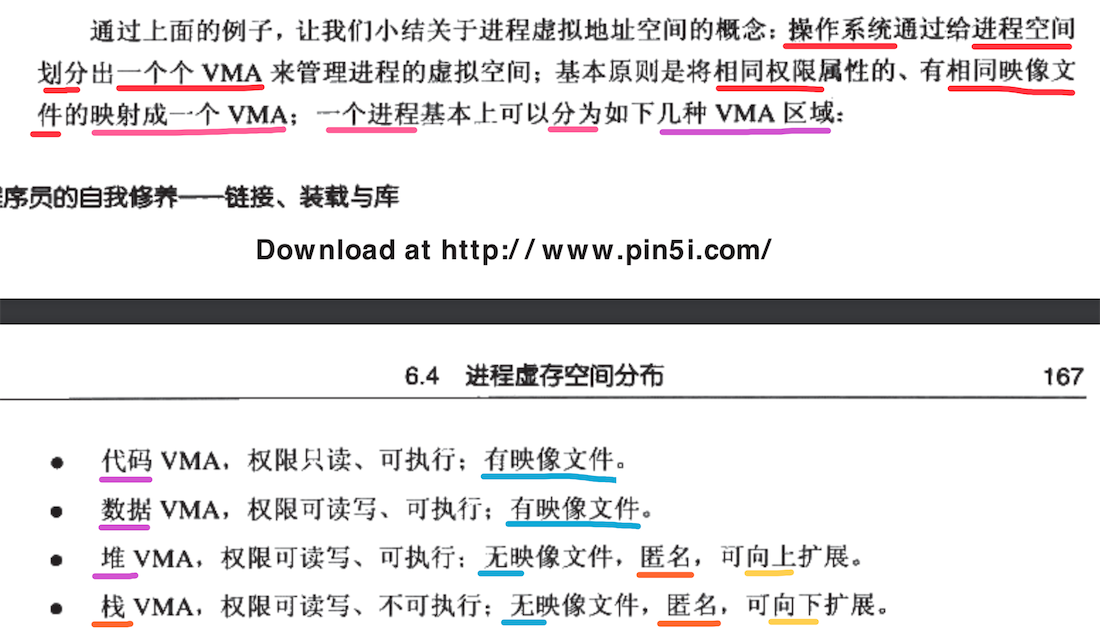 通过上面的例子，让我们小结关于进程虚拟地址空间的概念：操作系统通过给进程空间
划分出一个个 VMA 来管理进程的虚拟空间；基本原则是将相同权限属性的、有相同映像文
件的映射成一个 VMA；一个进程基本上可以分为如下几种 VMA 区域：
序员的自我修养——链接、装载与库
Download at http://www.pin5i.com/
6.4 进程虚存空间分布 167
● 代码 VMA，权限只读、可执行；有映像文件。
● 数据 VMA，权限可读写、可执行；有映像文件。
● 堆 VMA，权限可读写、可执行；无映像文件，匿名，可向上扩展。
● 栈 VMA，权限可读写、不可执行；无映像文件，匿名，可向下扩展。